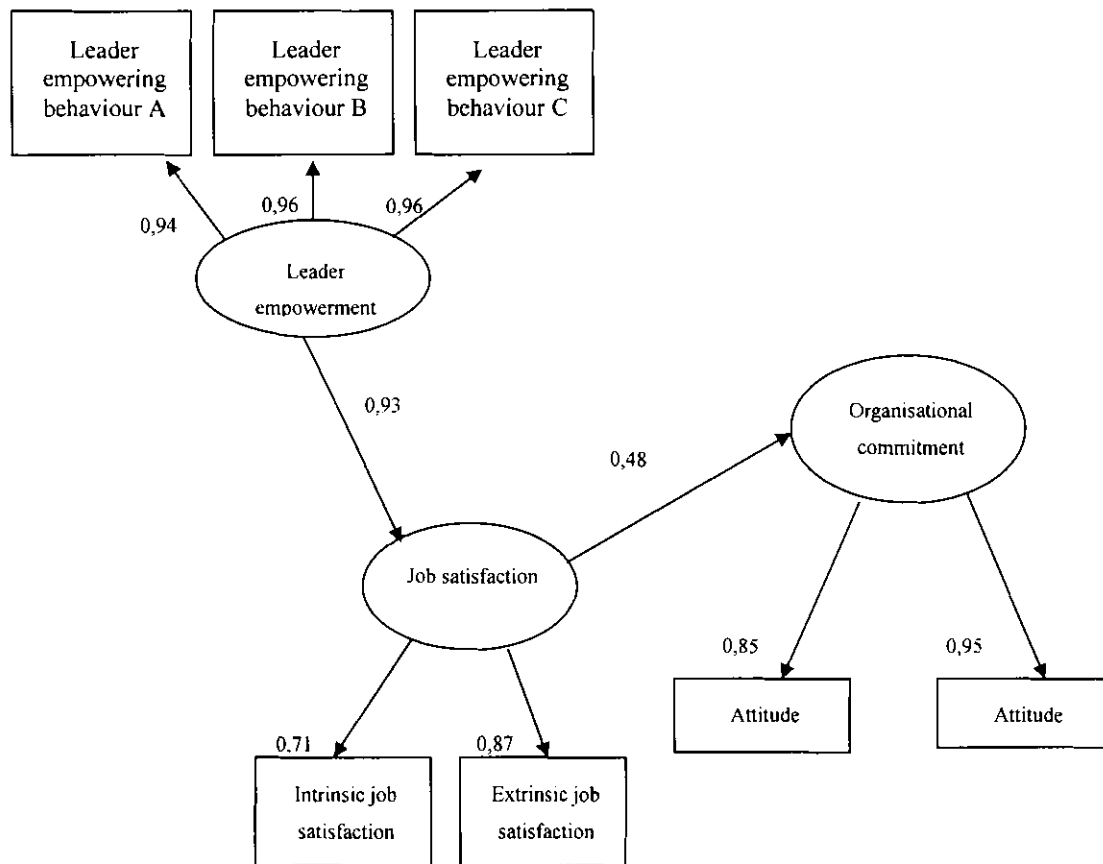 Leader
empowering
behaviour A
Leader
empowering
behaviour B
Leader
empowering
behaviour C
0,94
0,96
0,96
Leader
empowerment
0,93
Organisational
commitment
0,48
Job satisfaction
0,85
0,95
Attitude
Attitude
0,71
0,87
Intrinsic job
satisfaction
Extrinsic job
satisfaction